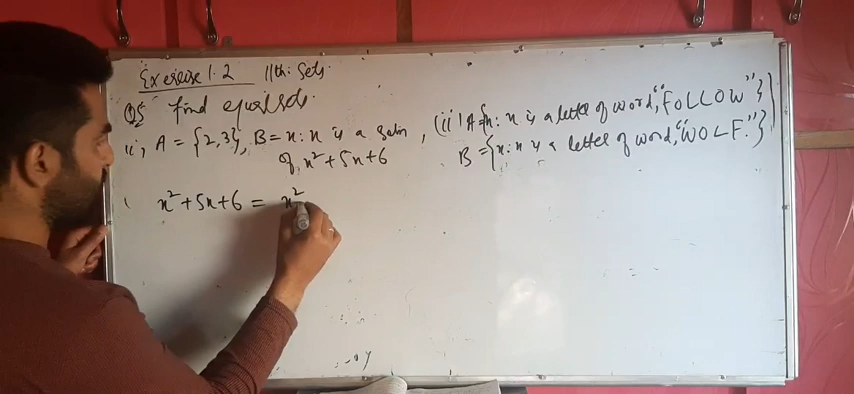 Exercise 1.2 11th: Sets.
Q5 find equal sets.
(i), A = {2,3}, B = x: x is a soln of x² + 5x + 6
(ii) A = {x: x is a letter of word, "FOLLOW"}
B = {x: x is a letter of word, "WOLF."}
x² + 5x + 6 = x²